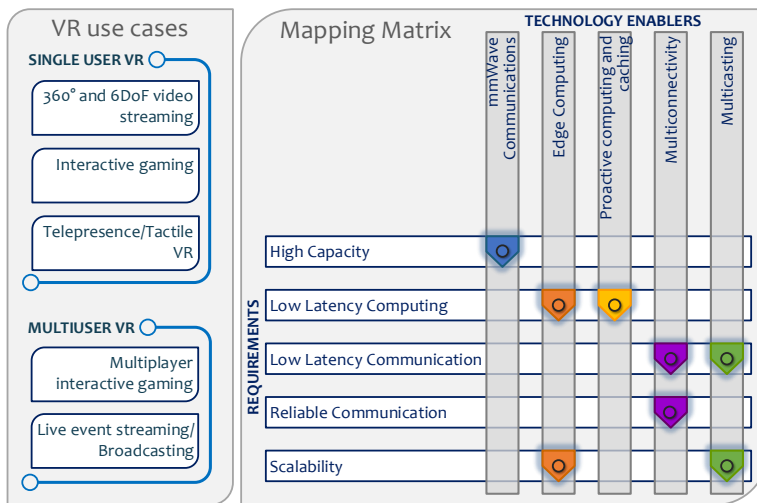 VR use cases
SINGLE USER VR
360° and 6DoF video
streaming
Interactive gaming
Telepresence/Tactile
VR
MULTIUSER VR
Multiplayer
interactive gaming
Live event streaming/
Broadcasting
Mapping Matrix
TECHNOLOGY ENABLERS
mmWave
Communications
Edge Computing
Proactive computing and
caching
Multiconnectivity
Multicasting
REQUIREMENTS
High Capacity
Low Latency Computing
Low Latency Communication
Reliable Communication
Scalability